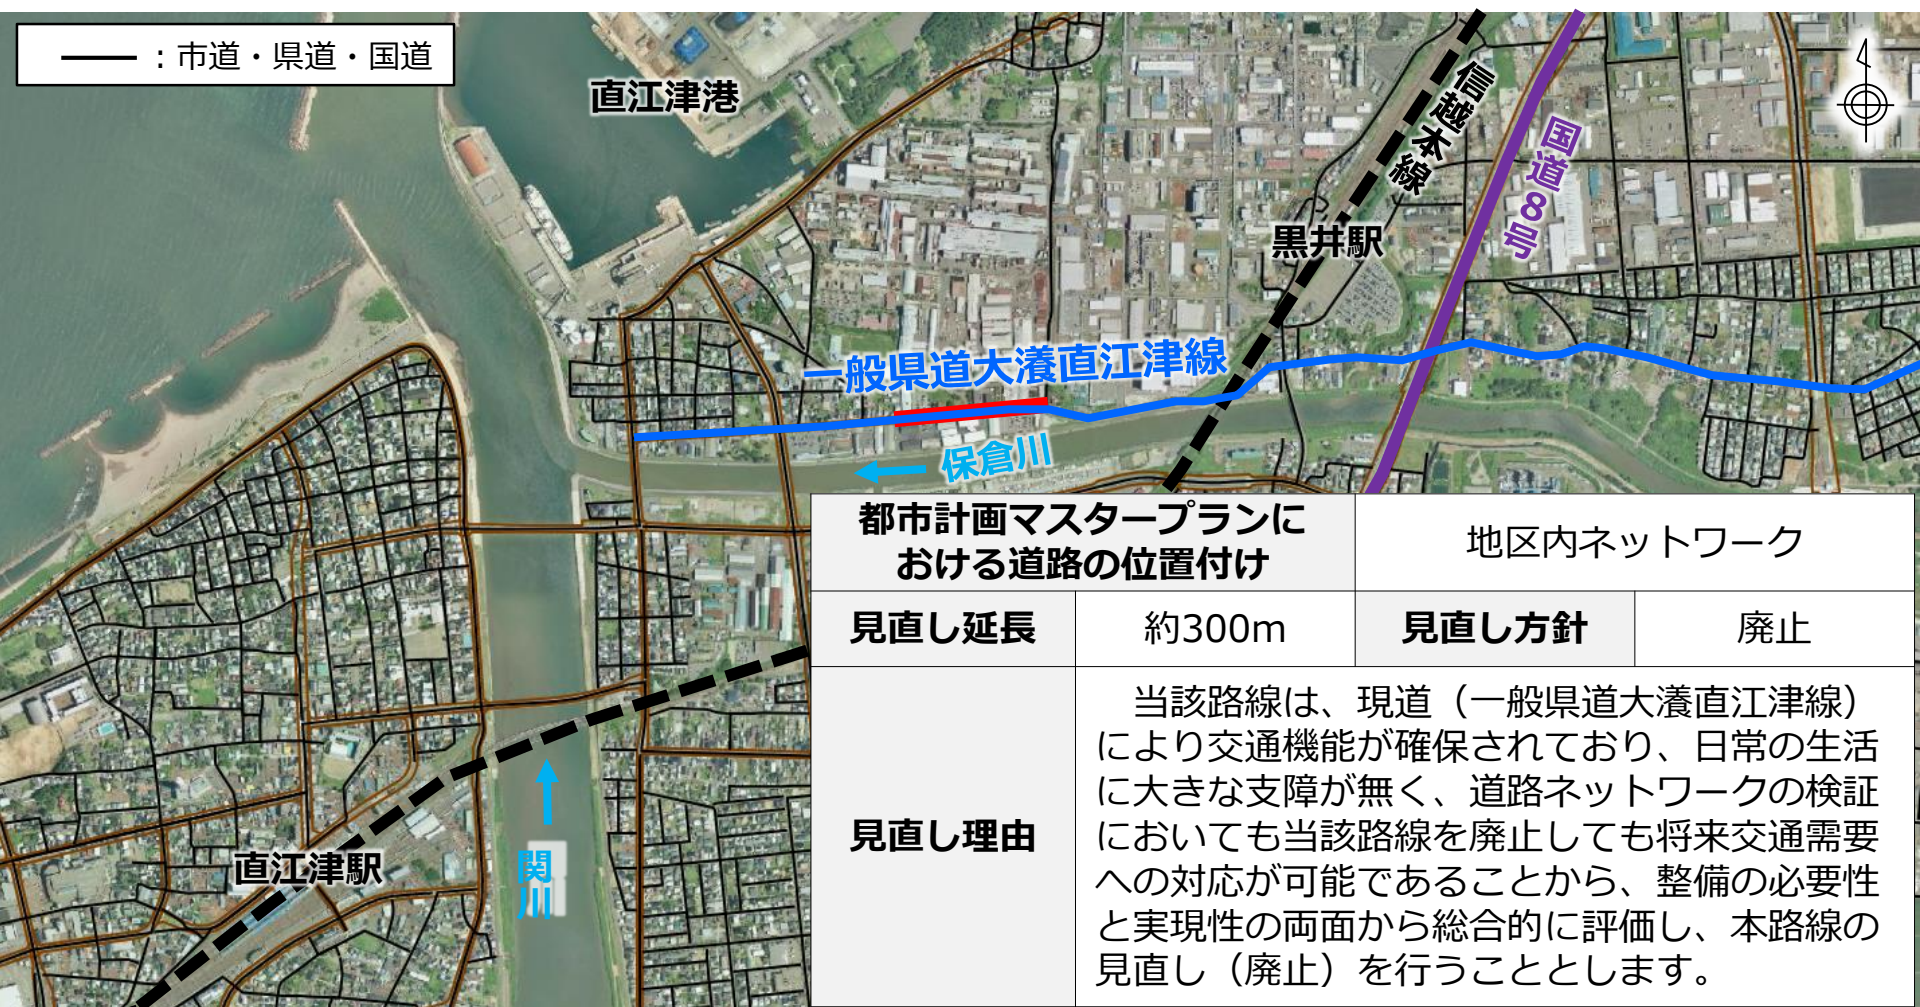 ：市道・県道・国道
直江津港
信越本線
国道８号
黒井駅
一般県道大瀁直江津線
保倉川
直江津駅
関川
都市計画マスタープランに
おける道路の位置付け
地区内ネットワーク
見直し延長
約300m
見直し方針
廃止
見直し理由
当該路線は、現道（一般県道大瀁直江津線）
により交通機能が確保されており、日常の生活
に大きな支障が無く、道路ネットワークの検証
においても当該路線を廃止しても将来交通需要
への対応が可能であることから、整備の必要性
と実現性の両面から総合的に評価し、本路線の
見直し（廃止）を行うこととします。